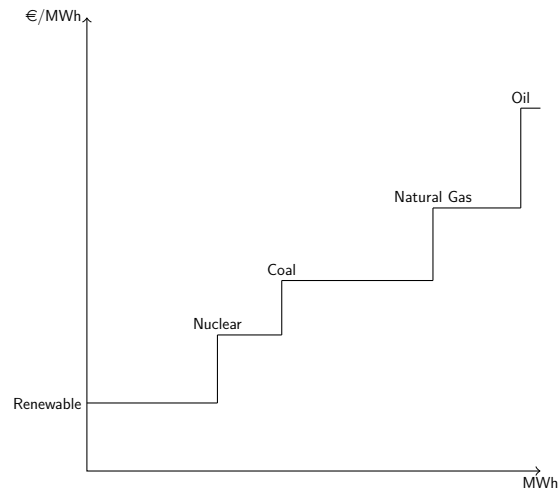 €/MWh
Oil
Natural Gas
Coal
Nuclear
Renewable
MWh